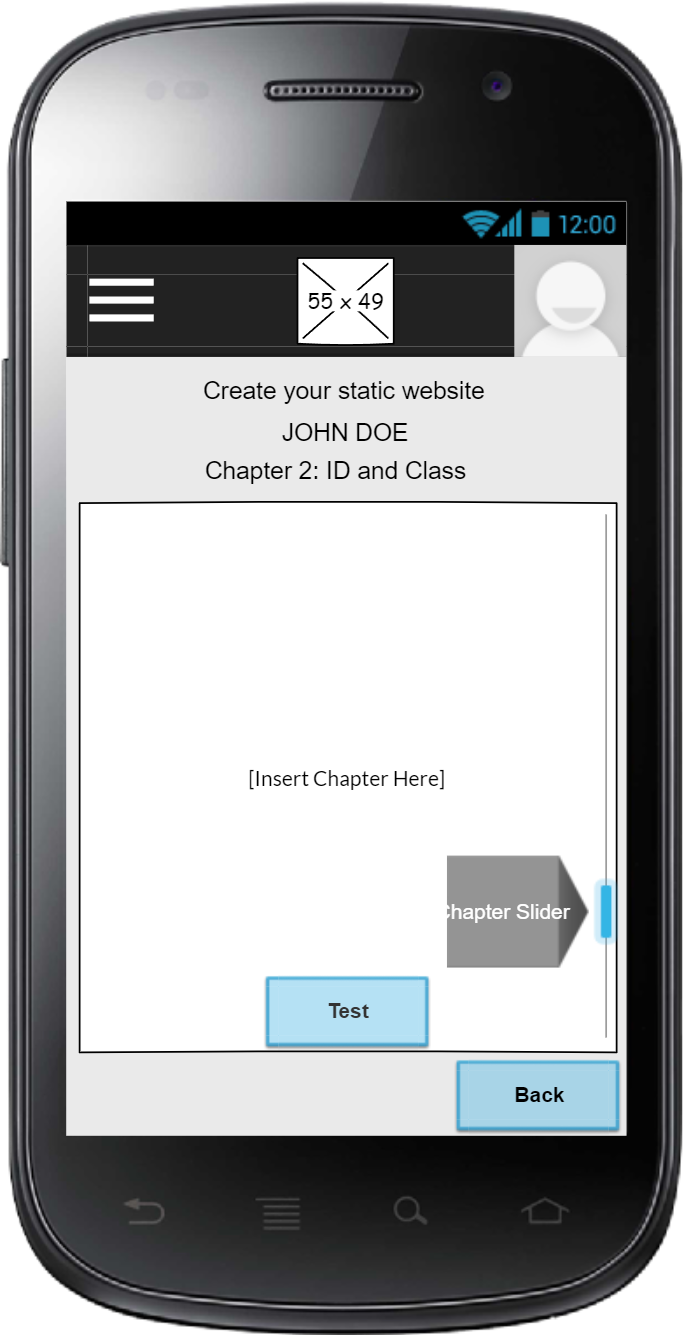 12:00
55 x 49
Create your static website
JOHN DOE
Chapter 2: ID and Class
[Insert Chapter Here]
Chapter Slider
Test
Back